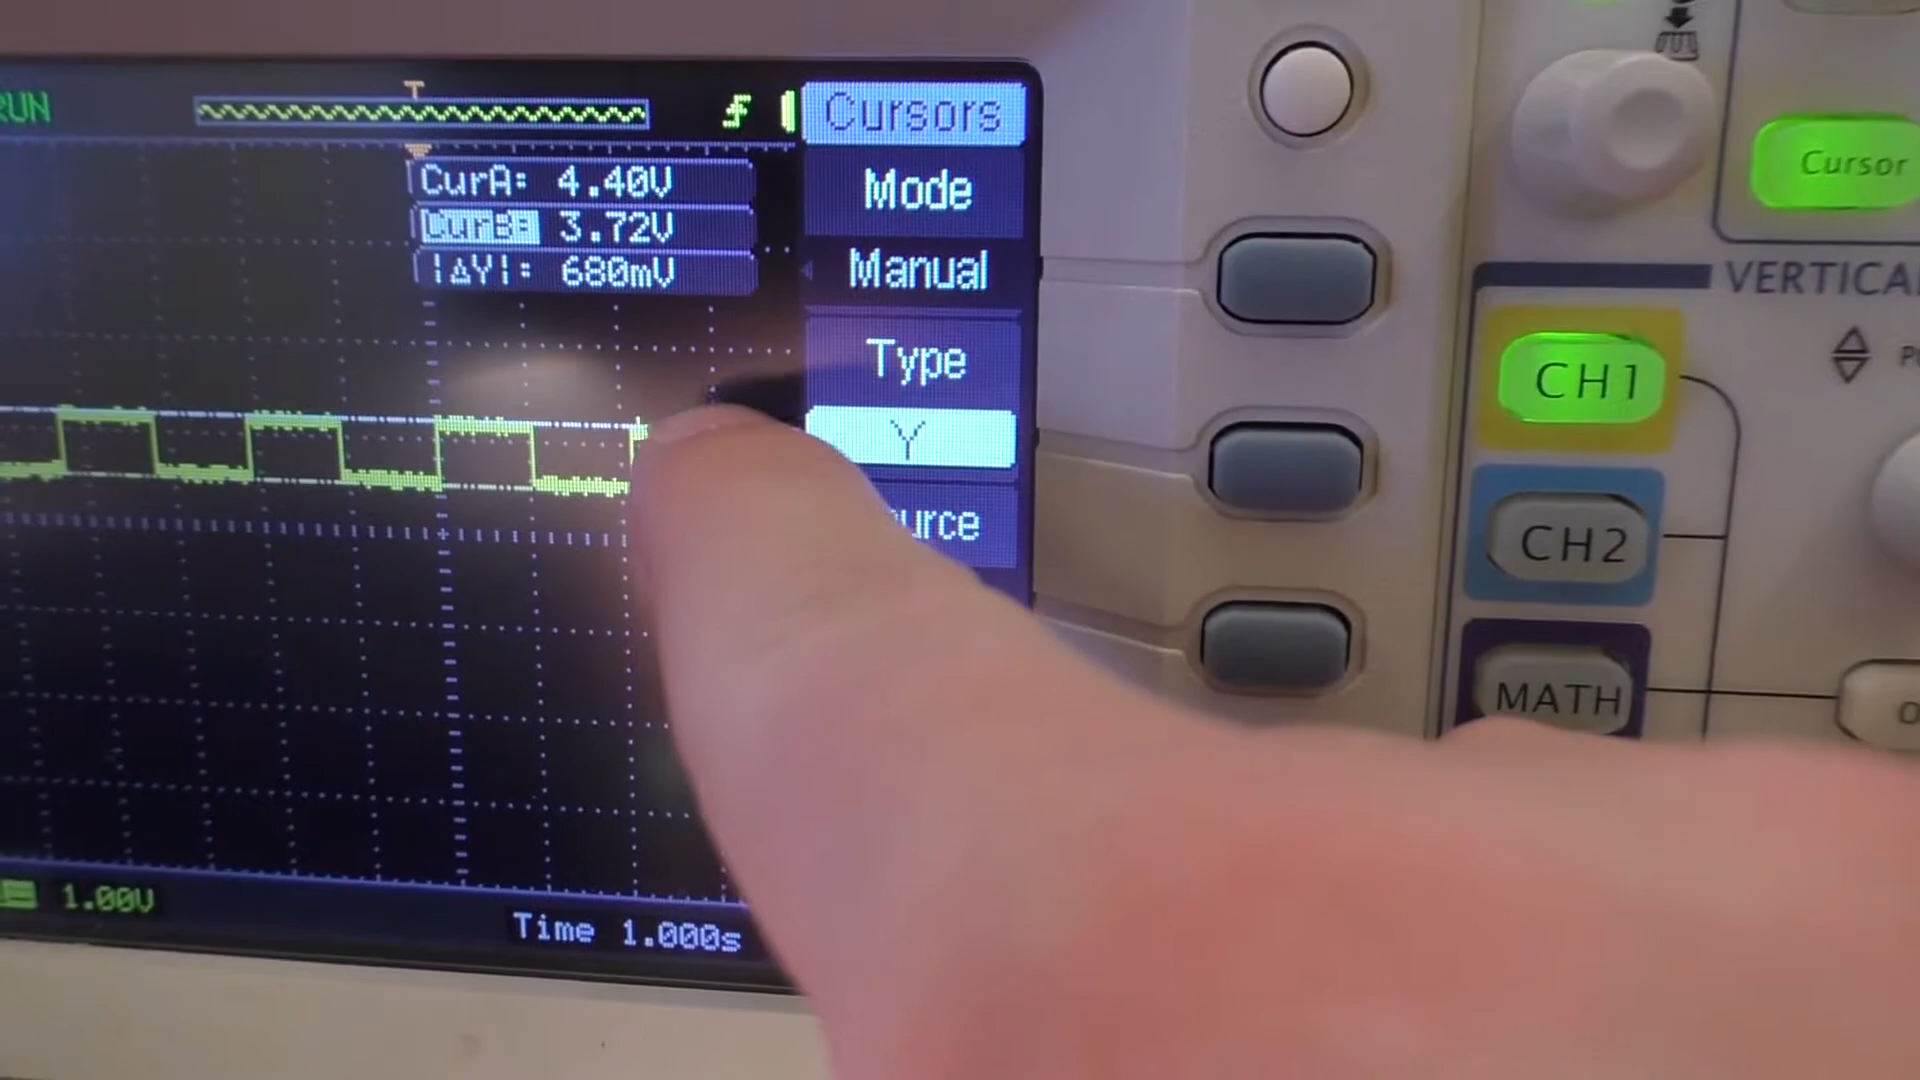 RUN
T
Cursors
CurA: 4.40V
CurB: 3.72V
|ΔY|: 680mV
Mode
Manual
Type
Y
urce
1.00V
Time 1.000s
Cursor
VERTICA
CH1
CH2
MATH